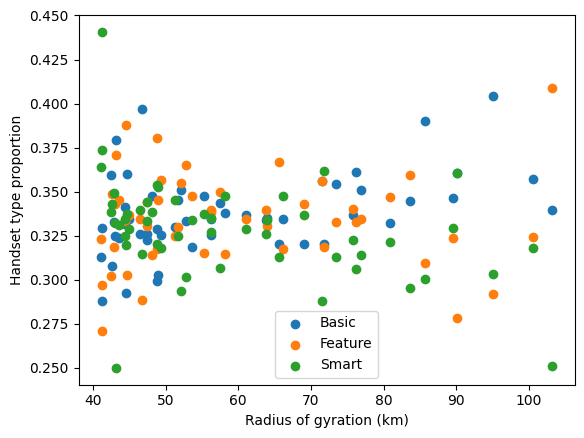 0.450
0.425
0.400
0.375
0.350
0.325
0.300
0.275
0.250
Handset type proportion
Basic
Feature
Smart
40 50 60 70 80 90 100
Radius of gyration (km)